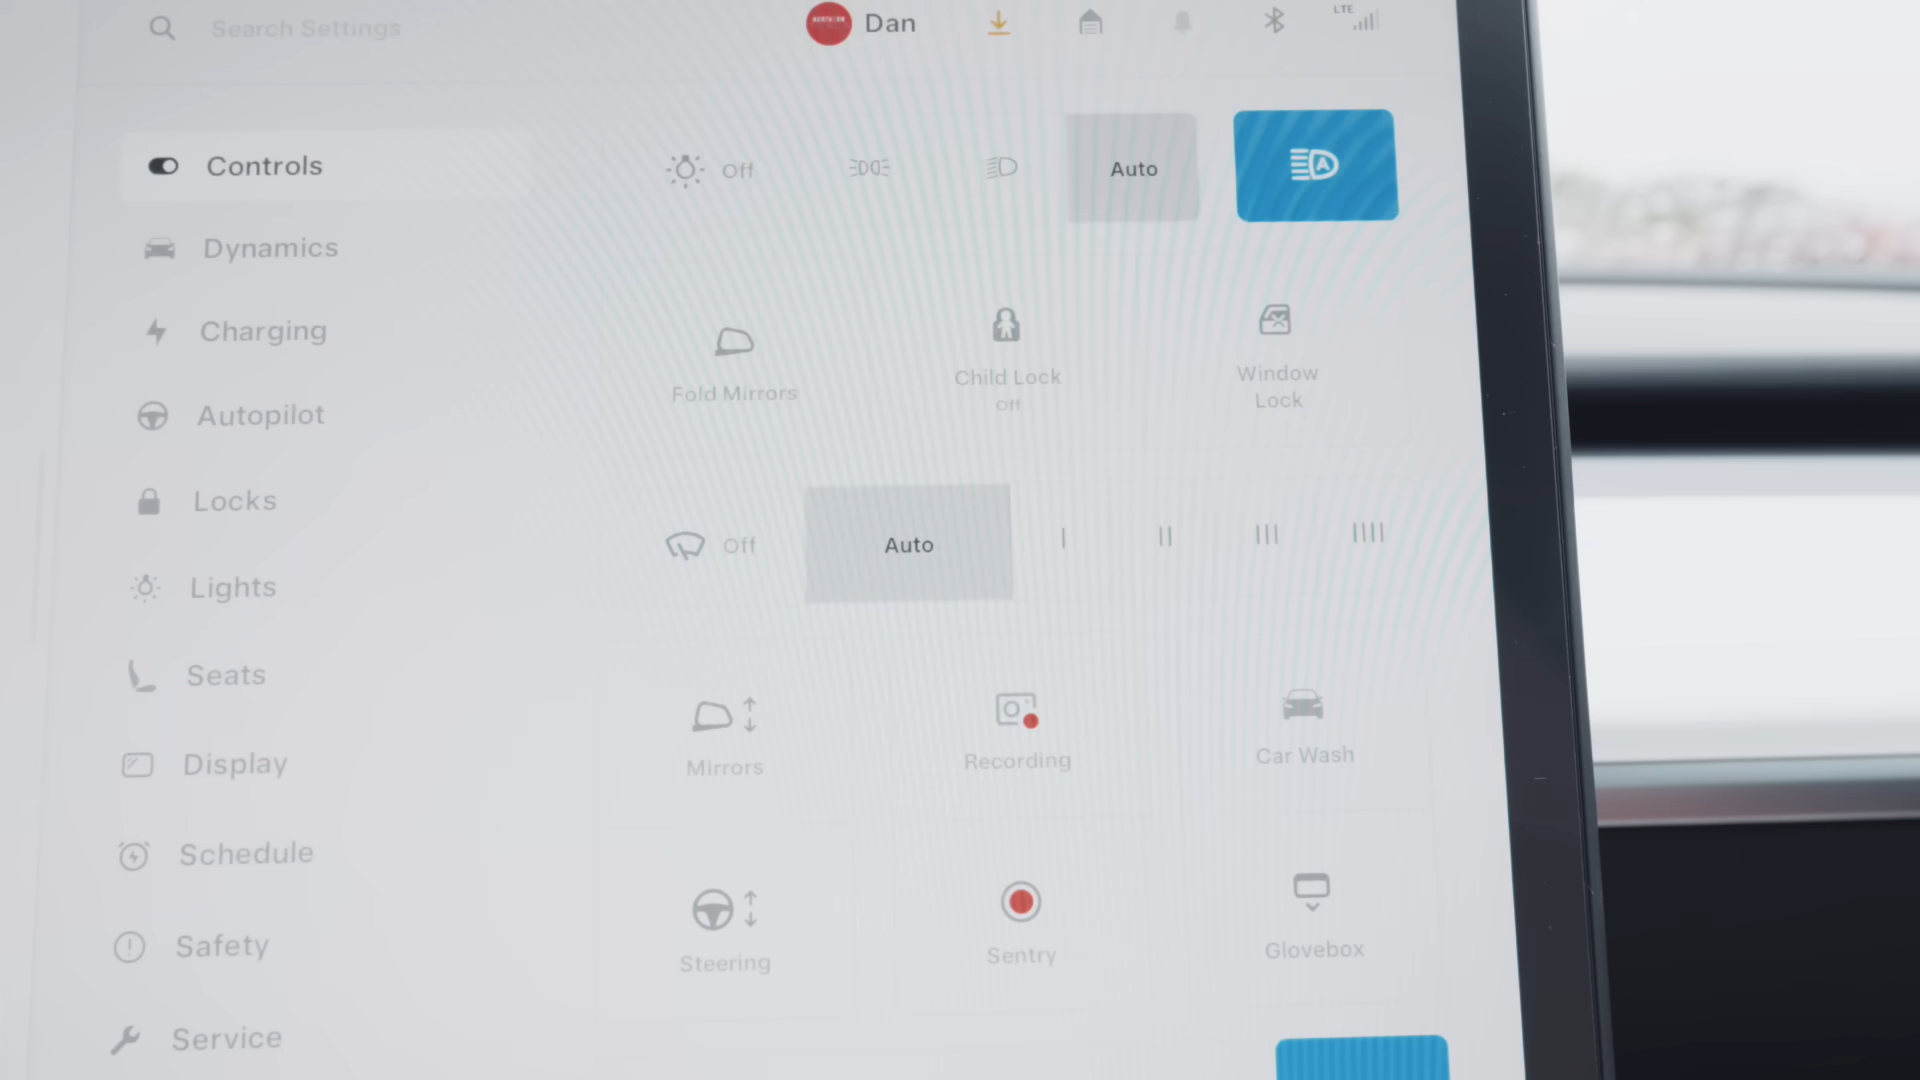 Search Settings
Dan
LTE
Controls
Dynamics
Charging
Autopilot
Locks
Lights
Seats
Display
Schedule
Safety
Service
Off
Auto
A
Fold Mirrors
Child Lock
Off
Window
Lock
Off
Auto
I
II
III
IIII
Mirrors
Recording
Car Wash
Steering
Sentry
Glovebox